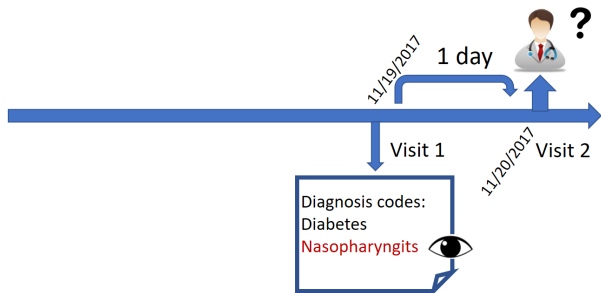 ?
11/19/2017
1 day
Visit 1
11/20/2017
Visit 2
Diagnosis codes:
Diabetes
Nasopharyngits